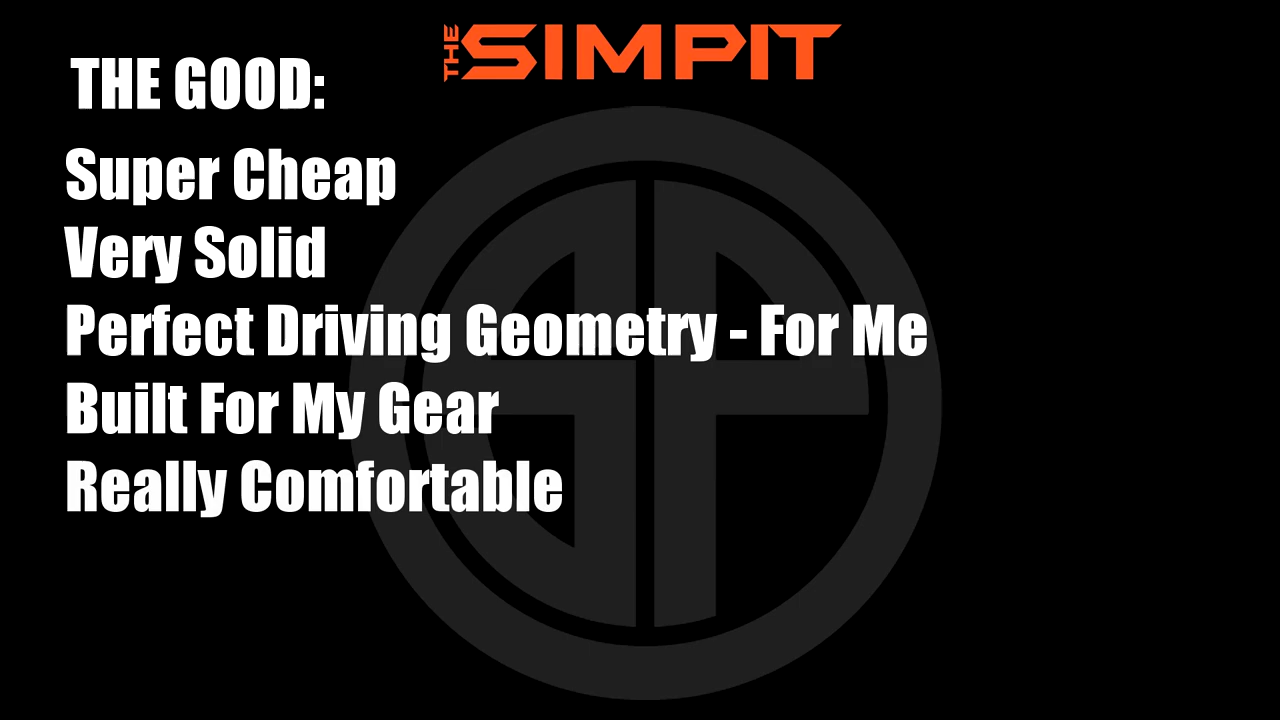 THE SIMPIT
THE GOOD:
Super Cheap
Very Solid
Perfect Driving Geometry - For Me
Built For My Gear
Really Comfortable